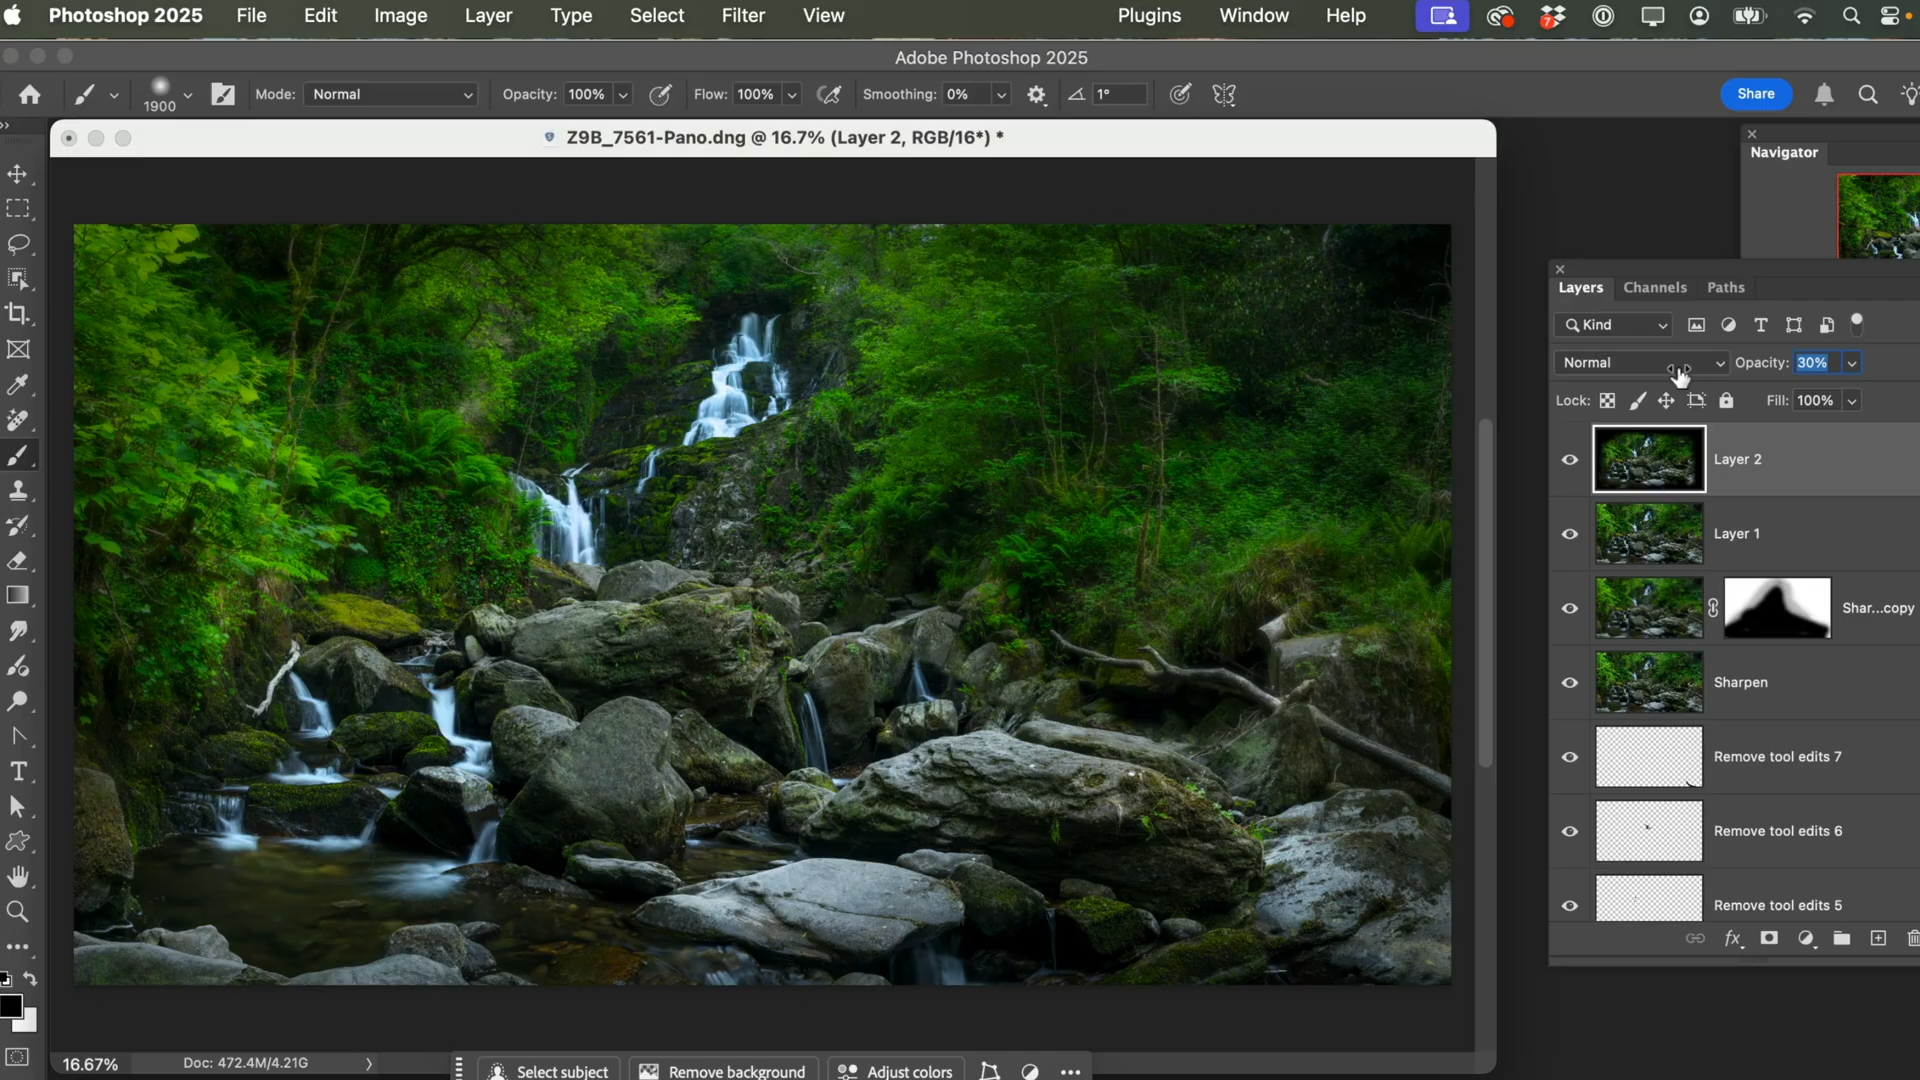 Photoshop 2025 File Edit Image Layer Type Select Filter View Plugins Window Help
7
Adobe Photoshop 2025
1900 Mode: Normal Opacity: 100% Flow: 100% Smoothing: 0% 1° Share
Z9B_7561-Pano.dng @ 16.7% (Layer 2, RGB/16*) *
Navigator
Layers Channels Paths
Kind
Normal Opacity: 30%
Lock: Fill: 100%
Layer 2
Layer 1
Shar...copy
Sharpen
Remove tool edits 7
Remove tool edits 6
Remove tool edits 5
fx
16.67% Doc: 472.4M/4.21G
Select subject Remove background Adjust colors